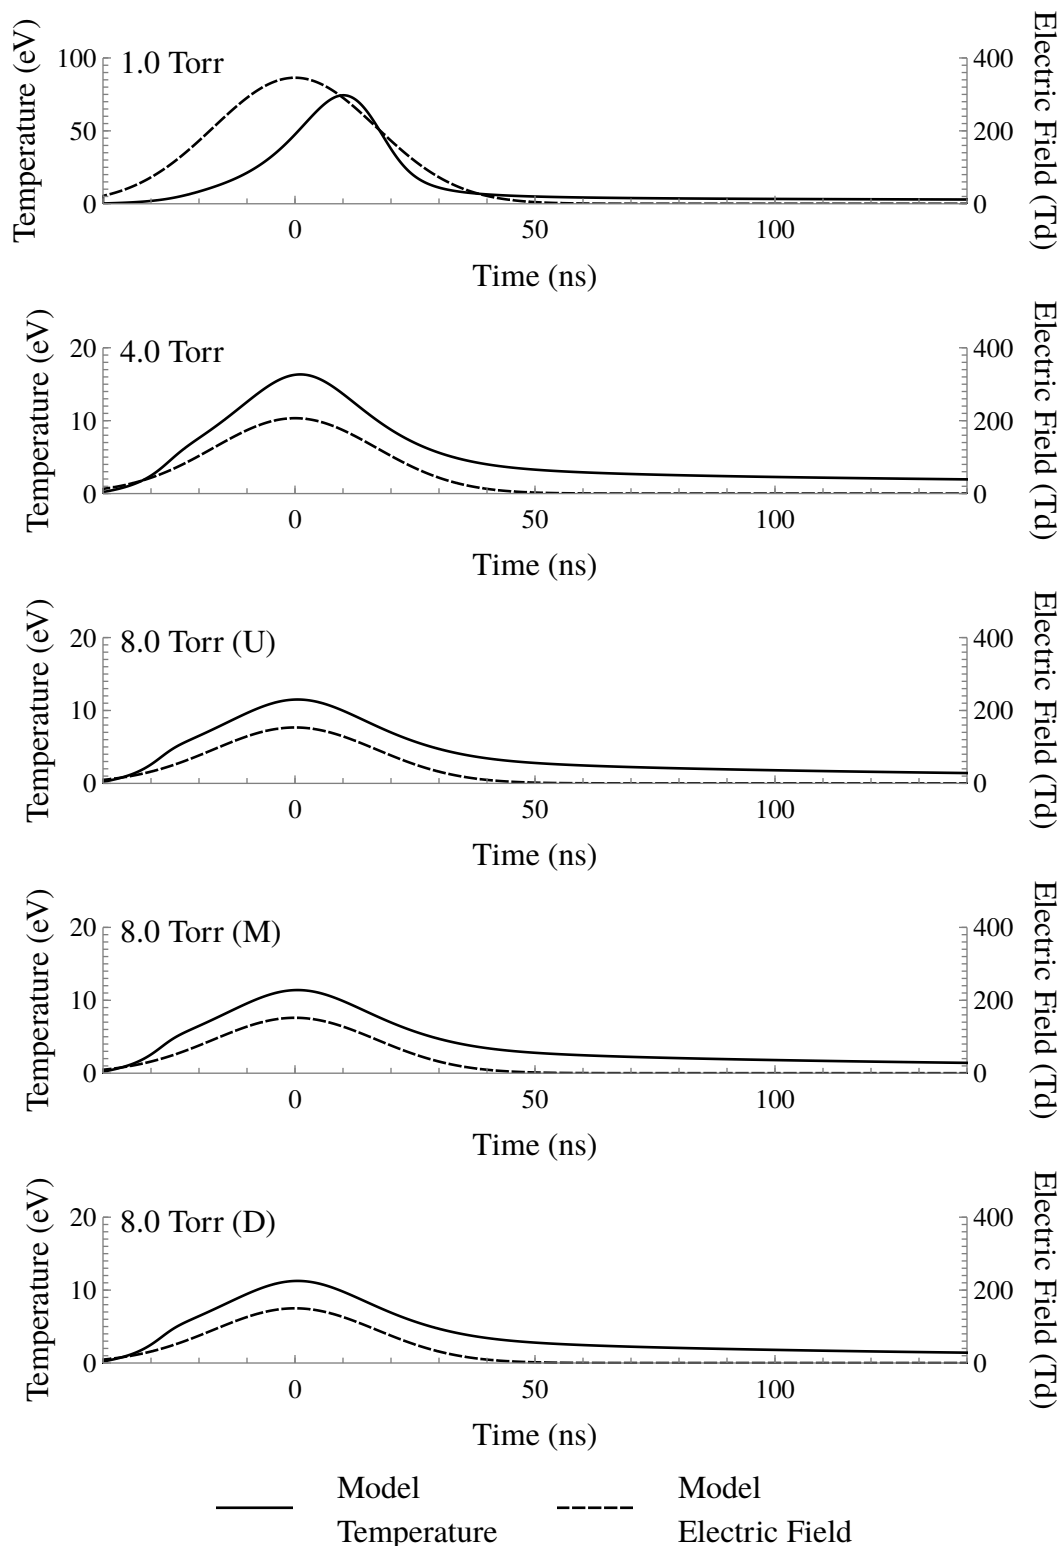 1.0 Torr
Temperature (eV)
100
50
0
400
200
0
Electric Field (Td)
0 50 100
Time (ns)
4.0 Torr
Temperature (eV)
20
10
0
400
200
0
Electric Field (Td)
0 50 100
Time (ns)
8.0 Torr (U)
Temperature (eV)
20
10
0
400
200
0
Electric Field (Td)
0 50 100
Time (ns)
8.0 Torr (M)
Temperature (eV)
20
10
0
400
200
0
Electric Field (Td)
0 50 100
Time (ns)
8.0 Torr (D)
Temperature (eV)
20
10
0
400
200
0
Electric Field (Td)
0 50 100
Time (ns)
Model
Temperature
Model
Electric Field